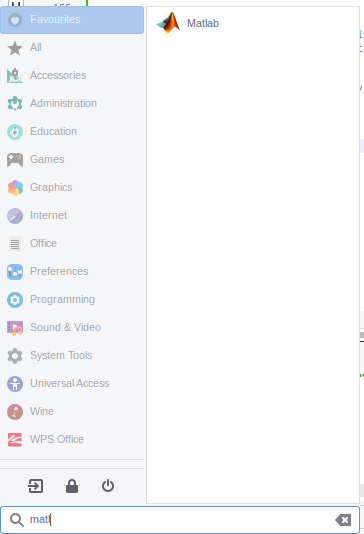 Favourites
Matlab
All
Accessories
Administration
Education
Games
Graphics
Internet
Office
Preferences
Programming
Sound & Video
System Tools
Universal Access
Wine
WPS Office
matl